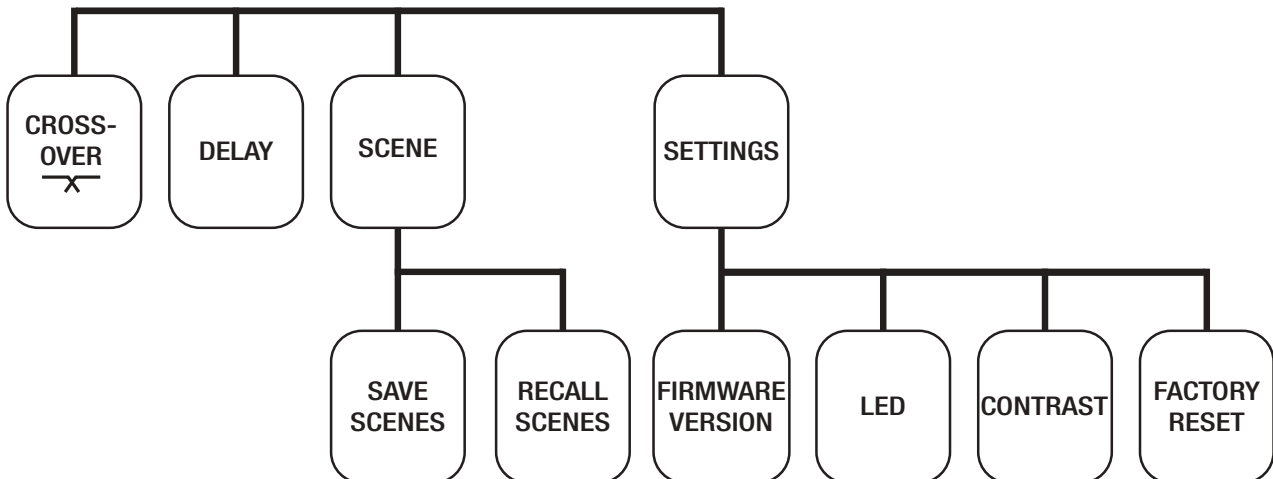 CROSS-
OVER
DELAY
SCENE
SETTINGS
SAVE
SCENES
RECALL
SCENES
FIRMWARE
VERSION
LED
CONTRAST
FACTORY
RESET